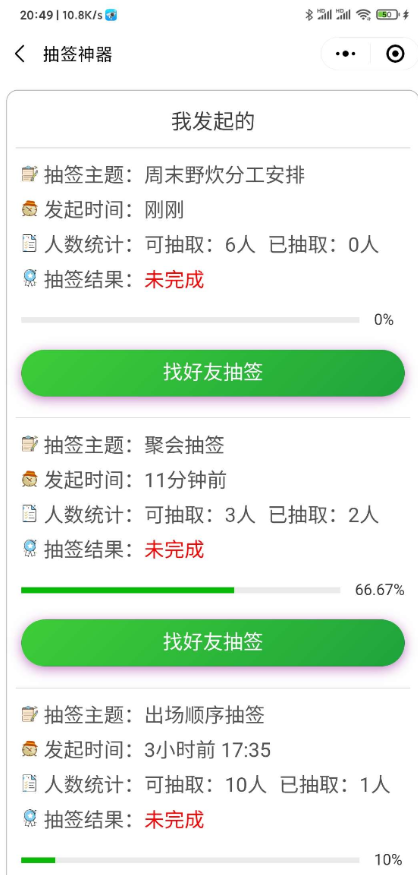 20:49 | 10.8K/s
抽签神器
我发起的
抽签主题：周末野炊分工安排
发起时间：刚刚
人数统计：可抽取：6人 已抽取：0人
抽签结果：未完成
0%
找好友抽签
抽签主题：聚会抽签
发起时间：11分钟前
人数统计：可抽取：3人 已抽取：2人
抽签结果：未完成
66.67%
找好友抽签
抽签主题：出场顺序抽签
发起时间：3小时前 17:35
人数统计：可抽取：10人 已抽取：1人
抽签结果：未完成
10%